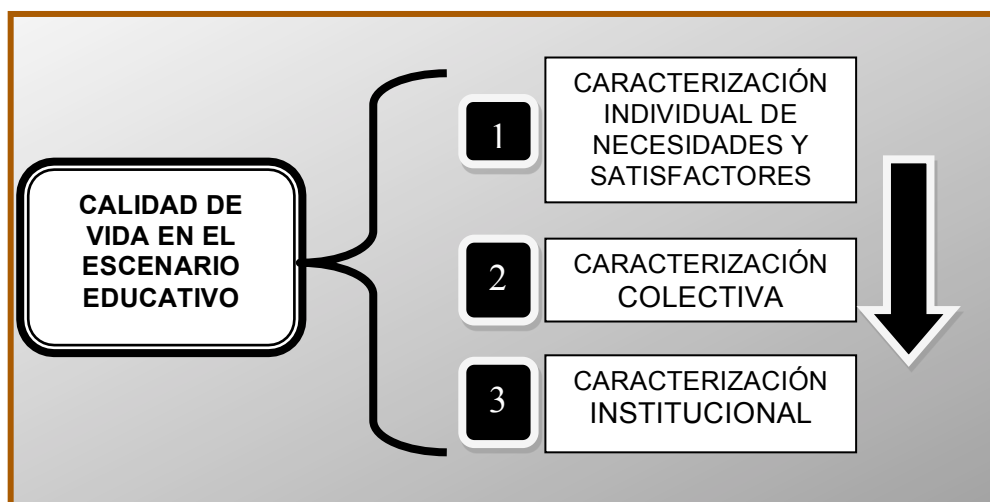 CALIDAD DE
VIDA EN EL
ESCENARIO
EDUCATIVO
1
CARACTERIZACIÓN
INDIVIDUAL DE
NECESIDADES Y
SATISFACTORES
2
CARACTERIZACIÓN
COLECTIVA
3
CARACTERIZACIÓN
INSTITUCIONAL